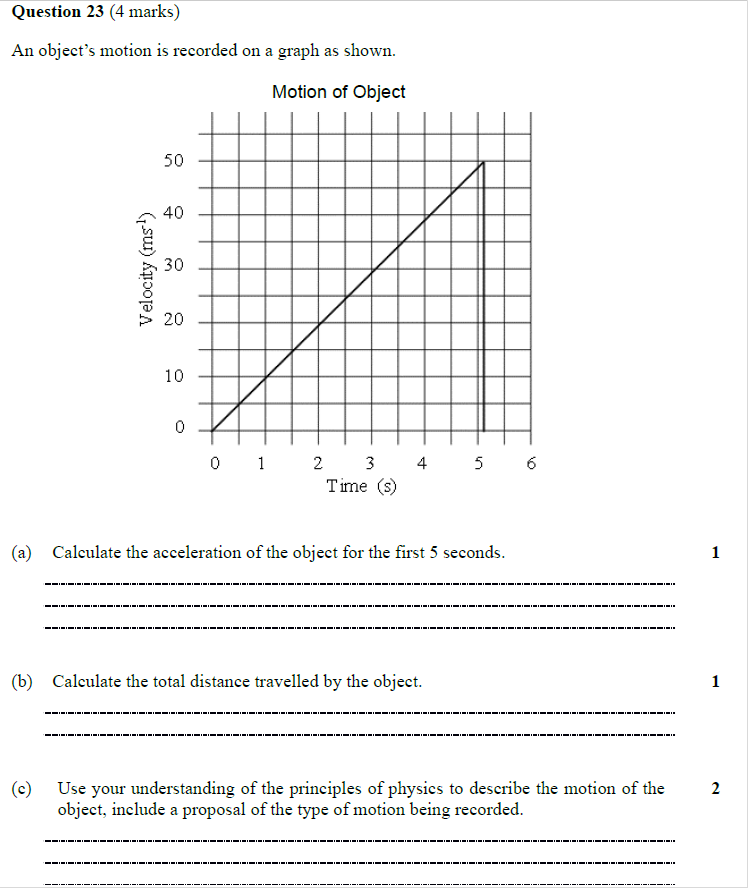 Question 23 (4 marks)
An object's motion is recorded on a graph as shown.
Motion of Object
Velocity (ms⁻¹)
50
40
30
20
10
0
0 1 2 3 4 5 6
Time (s)
(a) Calculate the acceleration of the object for the first 5 seconds. 1
(b) Calculate the total distance travelled by the object. 1
(c) Use your understanding of the principles of physics to describe the motion of the 2
object, include a proposal of the type of motion being recorded.